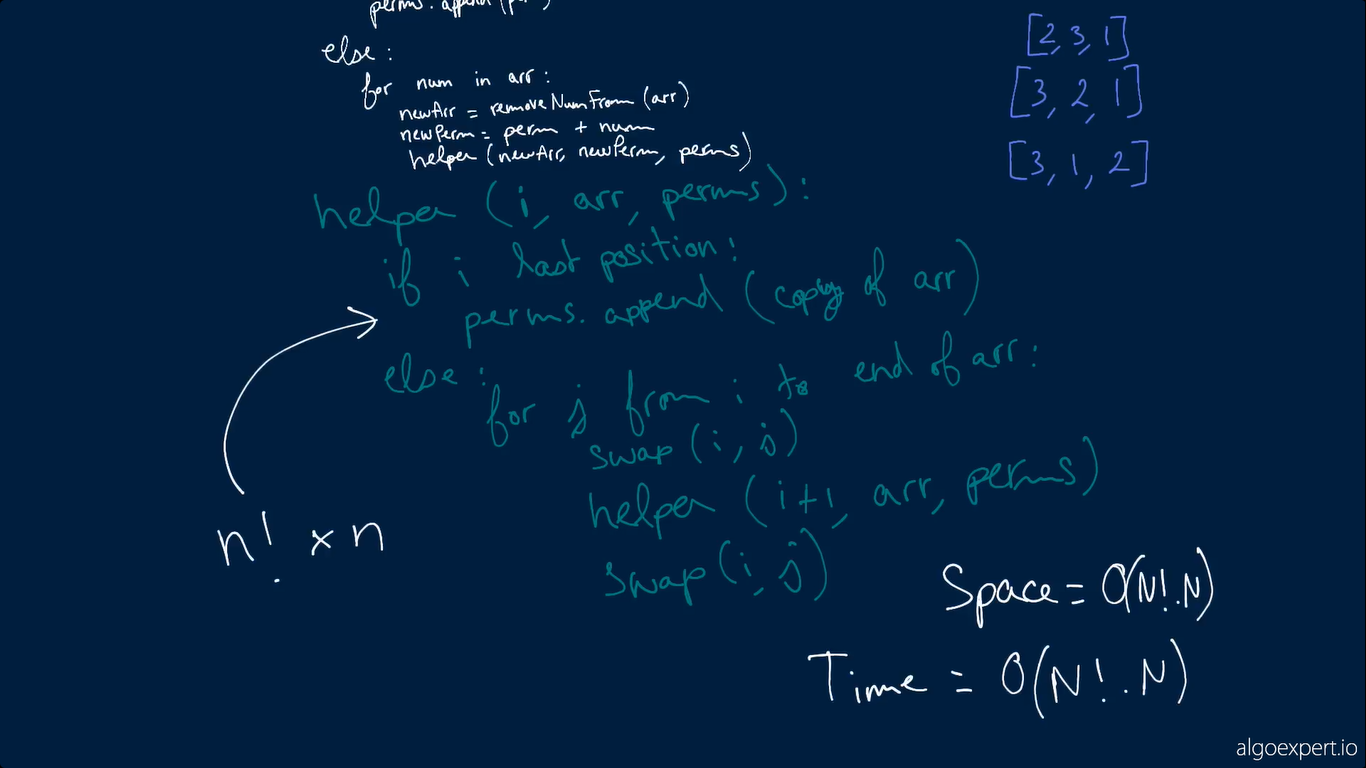 perms.append(
else:
for num in arr:
newArr = removeNumFrom(arr)
newPerm = perm + num
helper(newArr, newPerm, perms)
[2, 3, 1]
[3, 2, 1]
[3, 1, 2]
helper (i, arr, perms):
if i last position:
perms.append (copy of arr)
else:
for j from i to end of arr:
swap(i, j)
helper (i+1, arr, perms)
swap(i, j)
n! × n
Space = O(N!.N)
Time = O(N!.N)
algoexpert.io